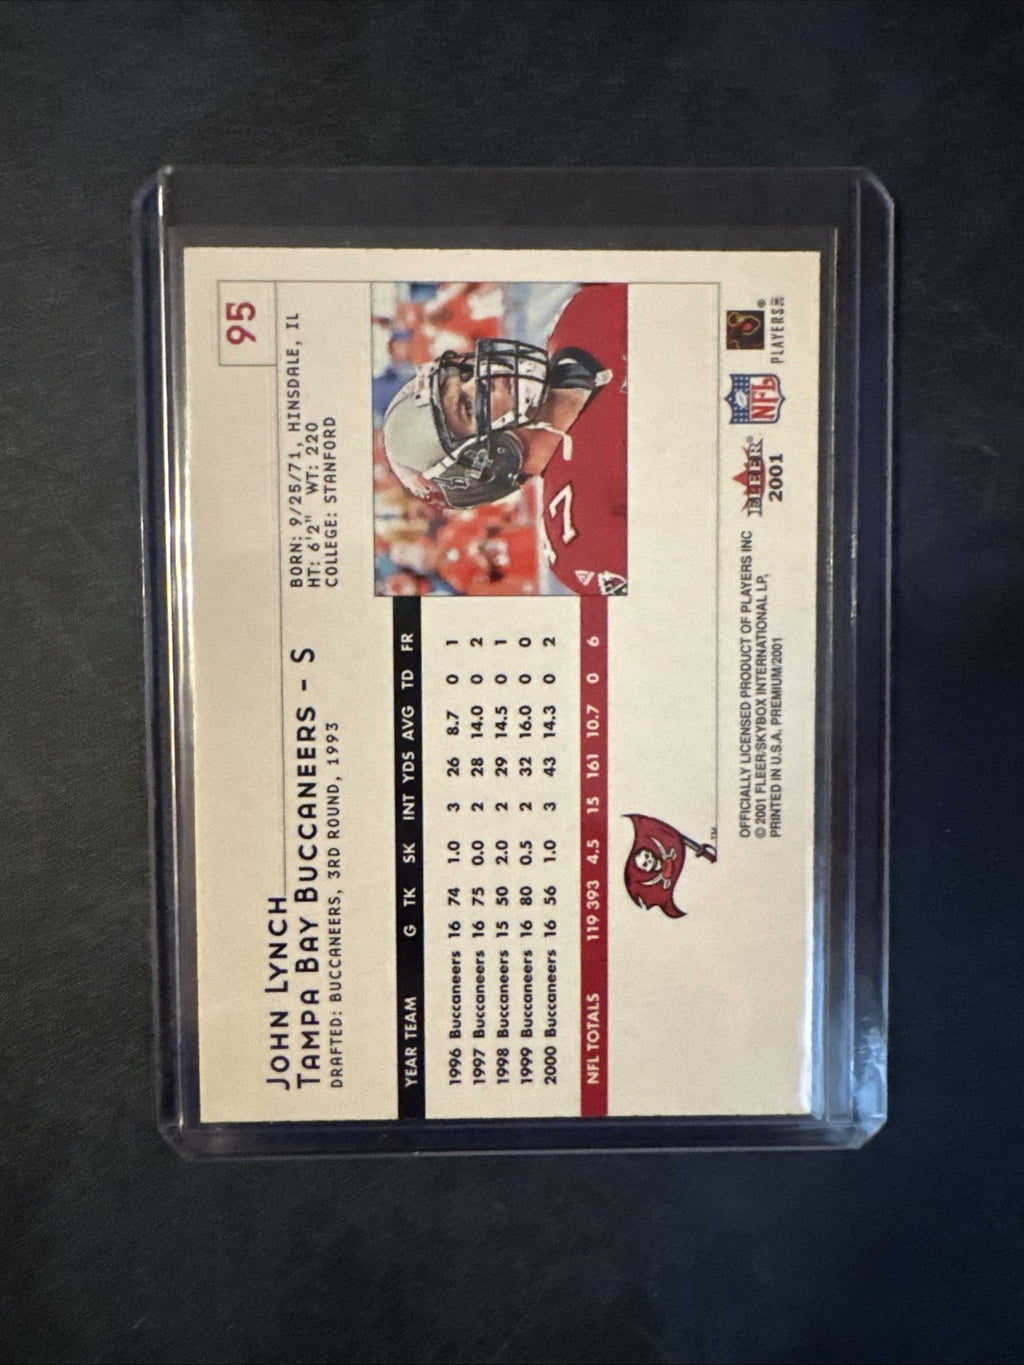 95
JOHN LYNCH
TAMPA BAY BUCCANEERS - S
DRAFTED: BUCCANEERS, 3RD ROUND, 1993
BORN: 9/25/71, HINSDALE, IL
HT: 6'2" WT: 220
COLLEGE: STANFORD
YEAR TEAM G TK SK INT YDS AVG TD FR
1996 Buccaneers 16 74 1.0 3 26 8.7 0 1
1997 Buccaneers 16 75 0.0 2 28 14.0 0 2
1998 Buccaneers 15 50 2.0 2 29 14.5 0 1
1999 Buccaneers 16 80 0.5 2 32 16.0 0 0
2000 Buccaneers 16 56 1.0 3 43 14.3 0 2
NFL TOTALS 119 393 4.5 15 161 10.7 0 6
7
TM
OFFICIALLY LICENSED PRODUCT OF PLAYERS INC
© 2001 FLEER/SKYBOX INTERNATIONAL LP,
PRINTED IN U.S.A. PREMIUM/2001
FLEER®
2001
NFL
PLAYERS INC
®